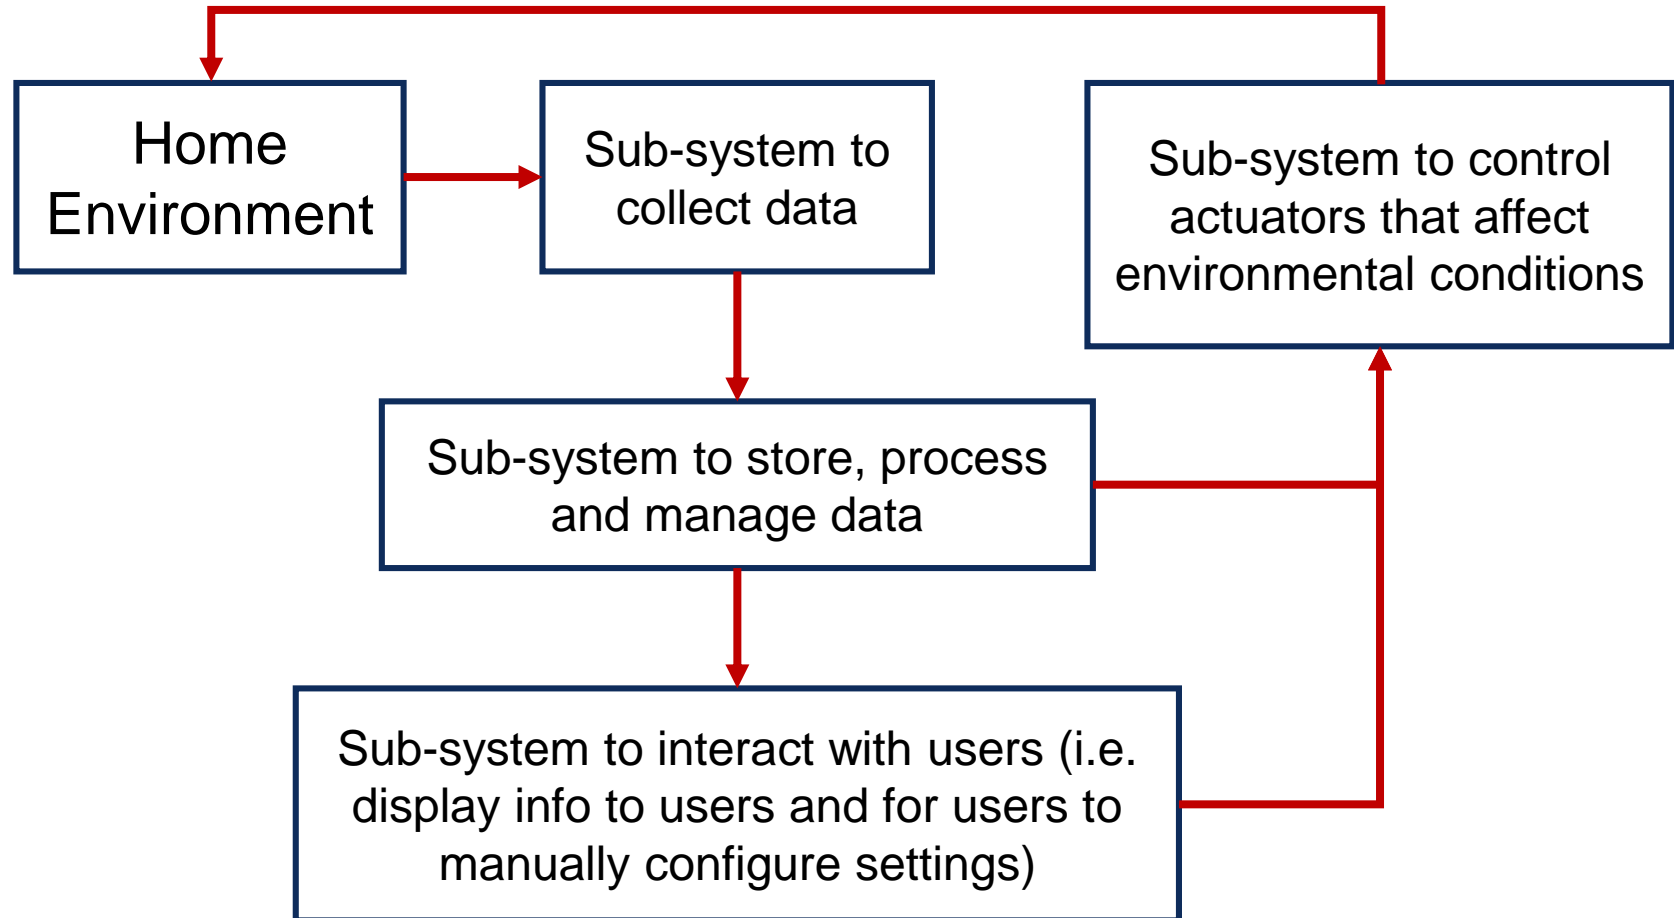 Home
Environment
Sub-system to
collect data
Sub-system to control
actuators that affect
environmental conditions
Sub-system to store, process
and manage data
Sub-system to interact with users (i.e.
display info to users and for users to
manually configure settings)